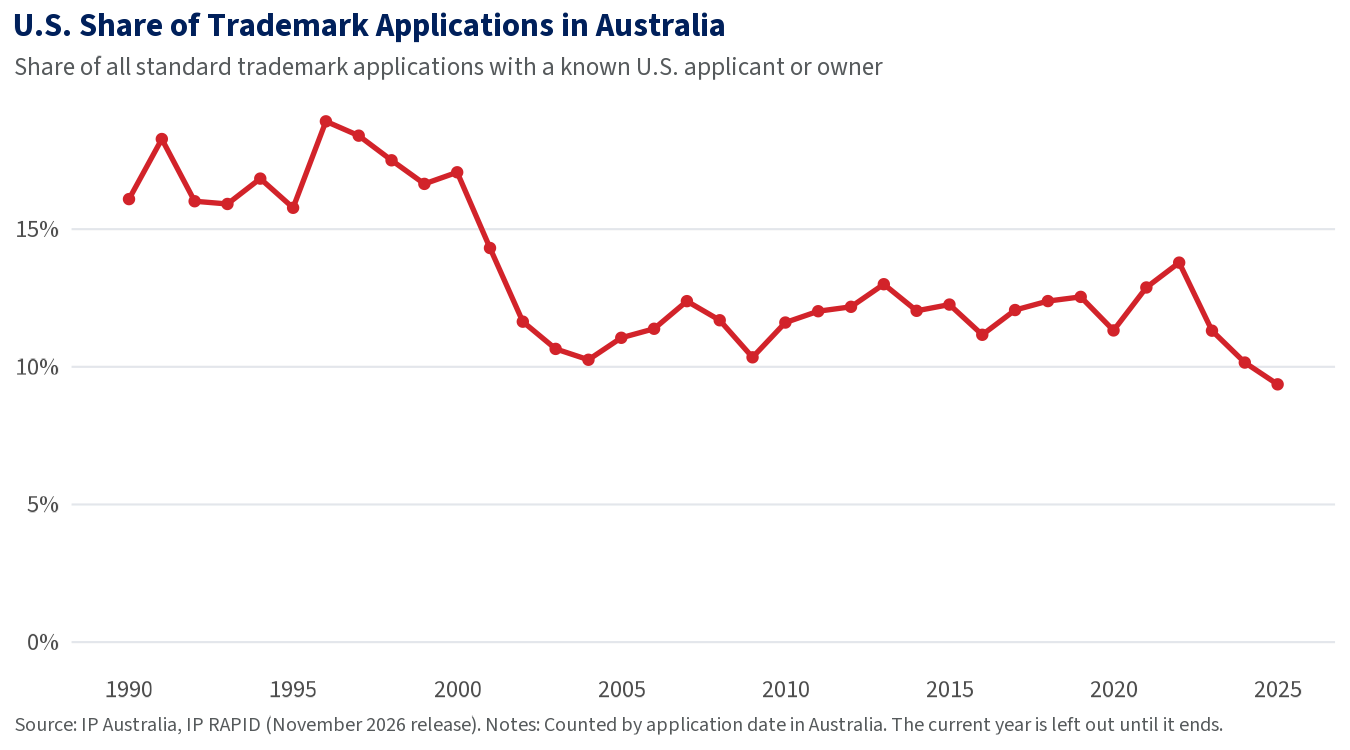 U.S. Share of Trademark Applications in Australia
Share of all standard trademark applications with a known U.S. applicant or owner
15%
10%
5%
0%
1990 1995 2000 2005 2010 2015 2020 2025
Source: IP Australia, IP RAPID (November 2026 release). Notes: Counted by application date in Australia. The current year is left out until it ends.